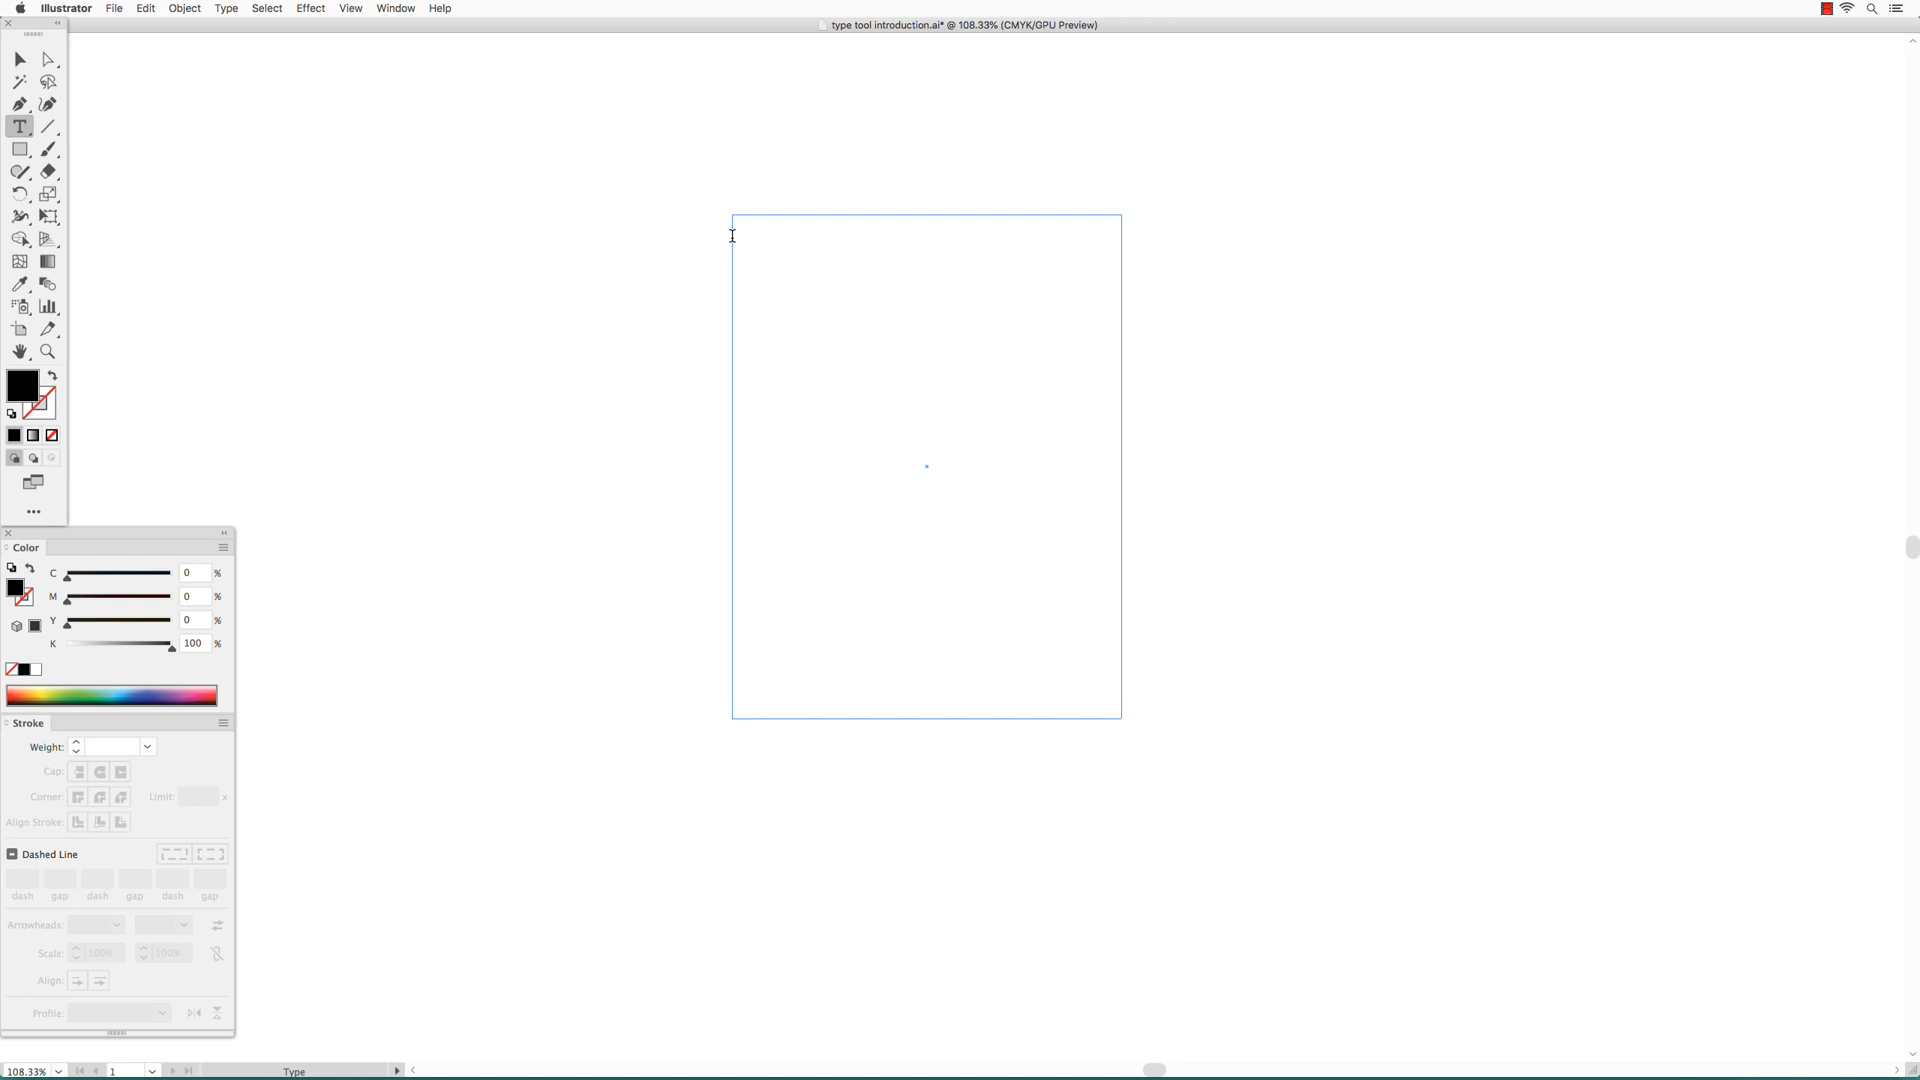 Illustrator File Edit Object Type Select Effect View Window Help
type tool introduction.ai* @ 108.33% (CMYK/GPU Preview)
Color
C 0 %
M 0 %
Y 0 %
K 100 %
Stroke
Weight:
Cap:
Corner: Limit: x
Align Stroke:
Dashed Line
dash gap dash gap dash gap
Arrowheads:
Scale: 100% 100%
Align:
Profile:
108.33% 1 Type